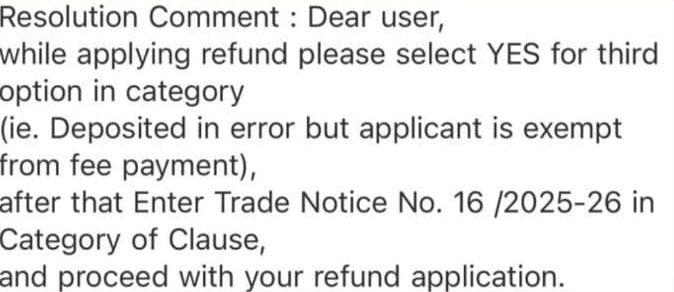 Resolution Comment : Dear user,
while applying refund please select YES for third
option in category
(ie. Deposited in error but applicant is exempt
from fee payment),
after that Enter Trade Notice No. 16 /2025-26 in
Category of Clause,
and proceed with your refund application.